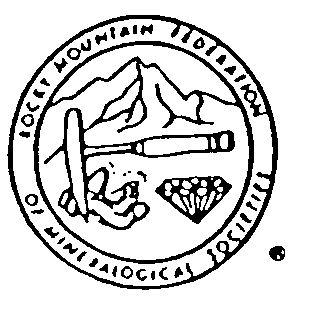 ROCKY MOUNTAIN FEDERATION
OF MINERALOGICAL SOCIETIES
®